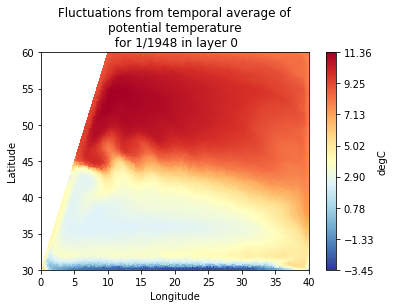 Fluctuations from temporal average of
potential temperature
for 1/1948 in layer 0
60
55
50
45
40
35
30
Latitude
0 5 10 15 20 25 30 35 40
Longitude
11.36
9.25
7.13
5.02
2.90
0.78
−1.33
−3.45
degC